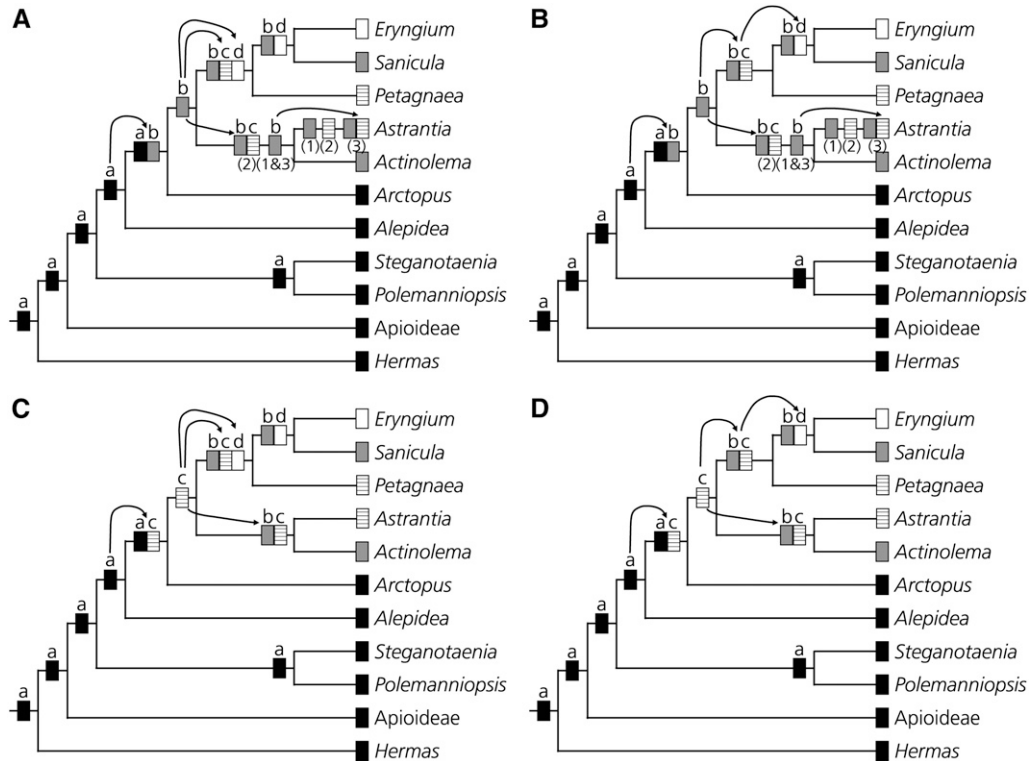 A
b c d
b d
Eryngium
Sanicula
Petagnaea
b
b c
b
Astrantia
(2) (1&3)
(1) (2)
(3)
Actinolema
a b
Arctopus
a
Alepidea
a
a
Steganotaenia
Polemanniopsis
a
Apioideae
a
Hermas
B
b d
Eryngium
b c
Sanicula
Petagnaea
b
b c
b
Astrantia
(2) (1&3)
(1) (2)
(3)
Actinolema
a b
Arctopus
a
Alepidea
a
a
Steganotaenia
Polemanniopsis
a
Apioideae
a
Hermas
C
b c d
b d
Eryngium
Sanicula
Petagnaea
c
b c
Astrantia
Actinolema
a c
Arctopus
a
Alepidea
a
a
Steganotaenia
Polemanniopsis
a
Apioideae
a
Hermas
D
b d
Eryngium
b c
Sanicula
Petagnaea
c
b c
Astrantia
Actinolema
a c
Arctopus
a
Alepidea
a
a
Steganotaenia
Polemanniopsis
a
Apioideae
a
Hermas